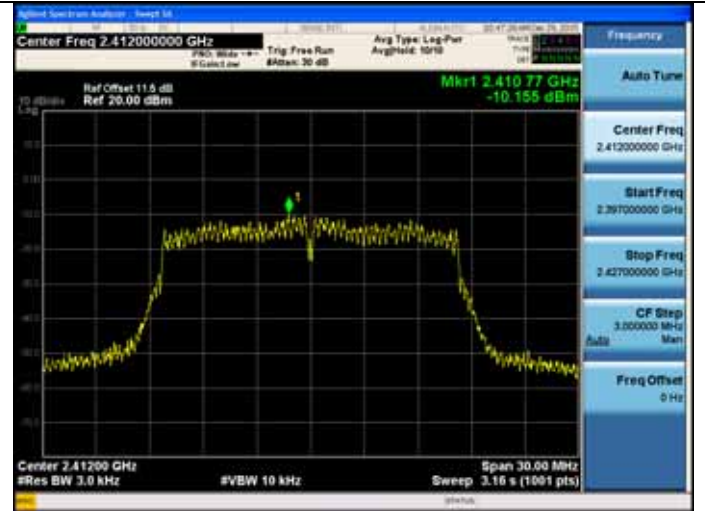 Agilent Spectrum Analyzer - Swept SA
Center Freq 2.412000000 GHz
PNO: Wide
IFGain:Low
Trig: Free Run
#Atten: 30 dB
Avg Type: Log-Pwr
Avg|Hold: 10/10
Frequency
Auto Tune
Mkr1 2.410 77 GHz
-10.155 dBm
Ref Offset 11.5 dB
Ref 20.00 dBm
10 dB/div
Log
1
Center Freq
2.412000000 GHz
Start Freq
2.397000000 GHz
Stop Freq
2.427000000 GHz
CF Step
3.000000 MHz
Auto Man
Freq Offset
0 Hz
Center 2.41200 GHz
Span 30.00 MHz
#Res BW 3.0 kHz
#VBW 10 kHz
Sweep 3.16 s (1001 pts)
STATUS